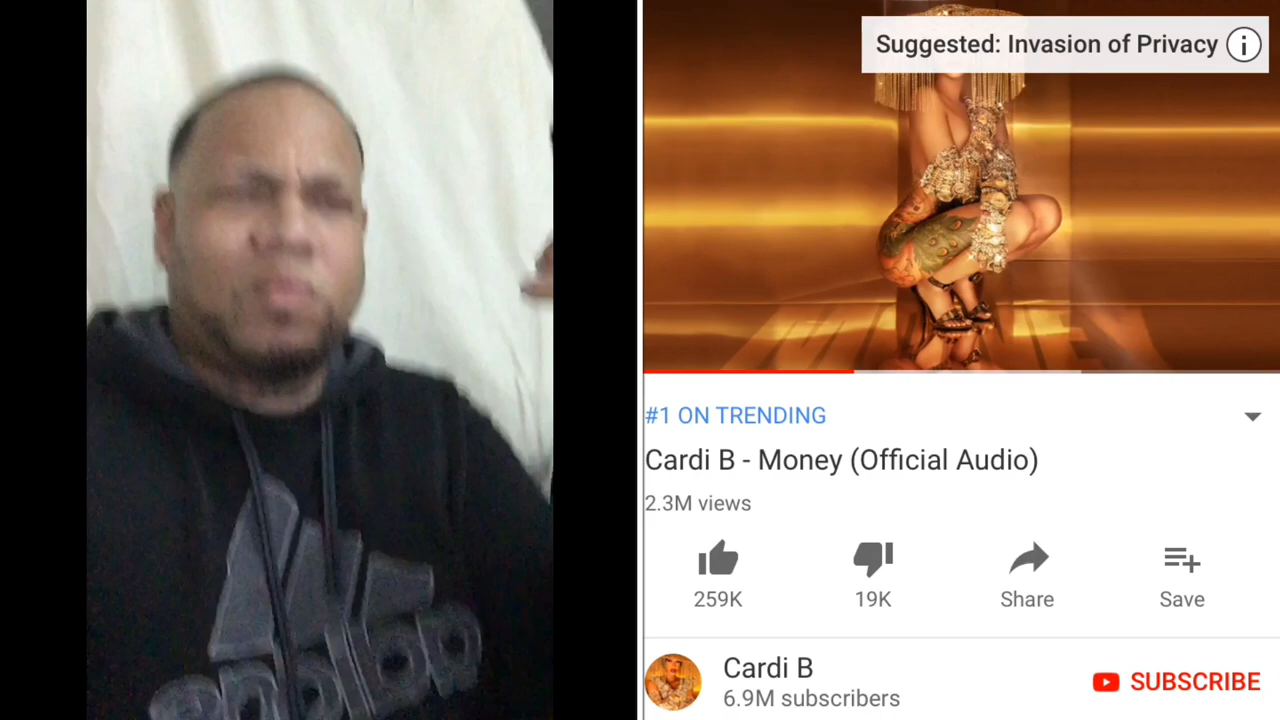 Suggested: Invasion of Privacy
#1 ON TRENDING
Cardi B - Money (Official Audio)
2.3M views
259K
19K
Share
Save
Cardi B
6.9M subscribers
SUBSCRIBE
adidas